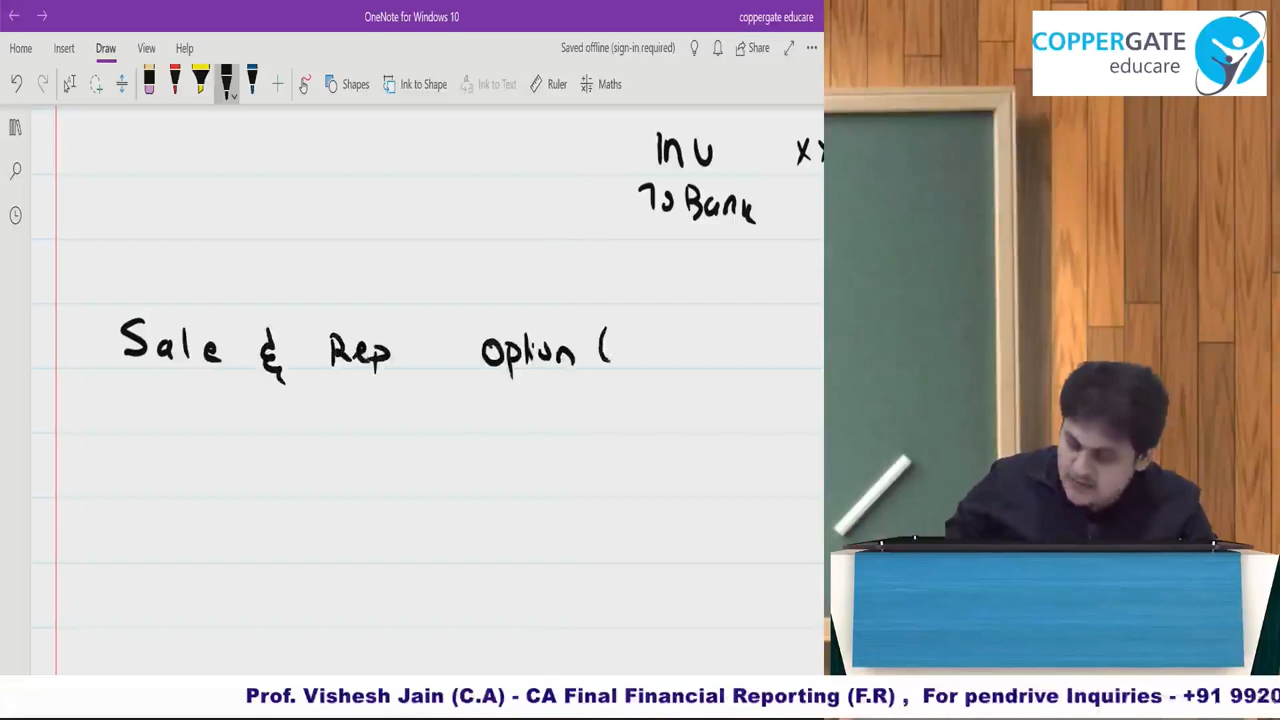 OneNote for Windows 10
coppergate educare
Home Insert Draw View Help
Saved offline (sign-in required)
Share
Shapes
Ink to Shape
Ink to Text
Ruler
Maths
COPPERGATE
educare
Inv xx
To Bank
Sale & Rep Option (
Prof. Vishesh Jain (C.A) - CA Final Financial Reporting (F.R) , For pendrive Inquiries - +91 9920